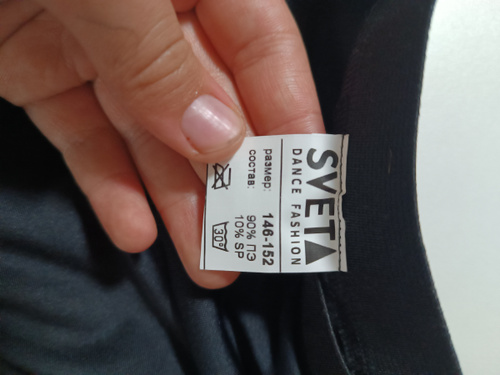 SVETA
DANCE FASHION
размер: 146-152
состав: 90% ПЭ
10% SP
30°